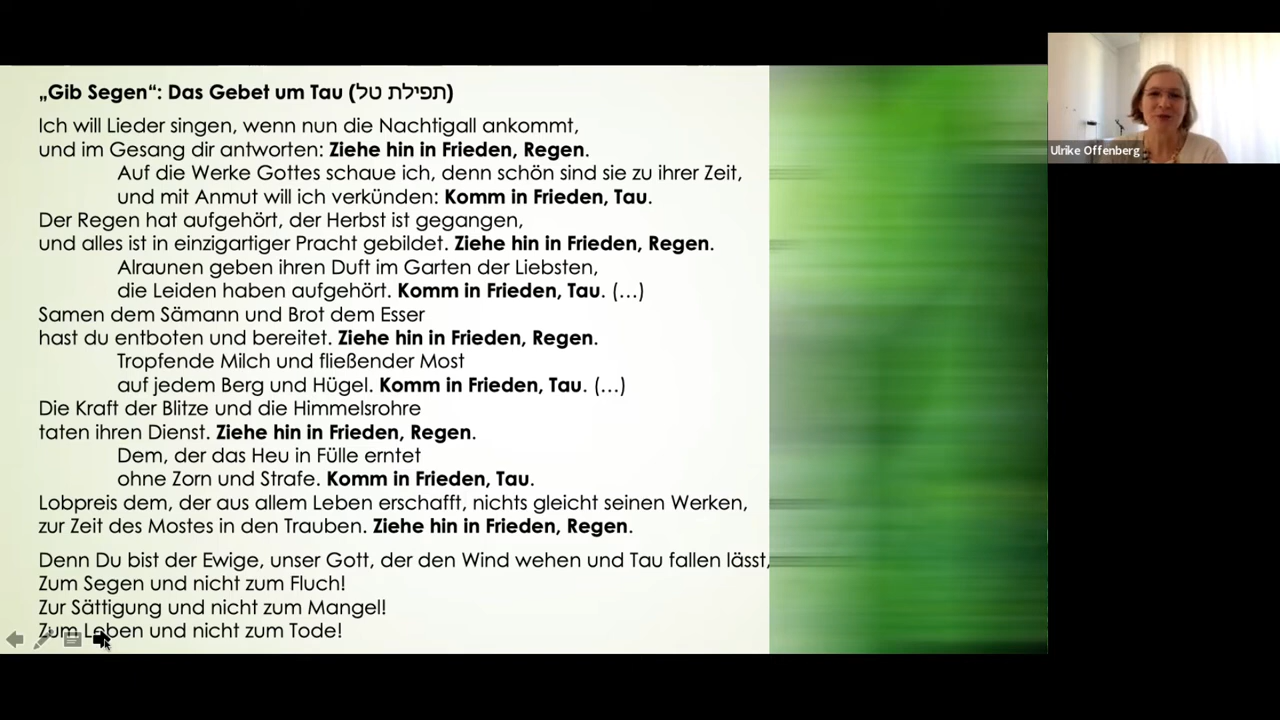 „Gib Segen“: Das Gebet um Tau (תפילת טל)
Ich will Lieder singen, wenn nun die Nachtigall ankommt,
und im Gesang dir antworten: Ziehe hin in Frieden, Regen.
Auf die Werke Gottes schaue ich, denn schön sind sie zu ihrer Zeit,
und mit Anmut will ich verkünden: Komm in Frieden, Tau.
Der Regen hat aufgehört, der Herbst ist gegangen,
und alles ist in einzigartiger Pracht gebildet. Ziehe hin in Frieden, Regen.
Alraunen geben ihren Duft im Garten der Liebsten,
die Leiden haben aufgehört. Komm in Frieden, Tau. (…)
Samen dem Sämann und Brot dem Esser
hast du entboten und bereitet. Ziehe hin in Frieden, Regen.
Tropfende Milch und fließender Most
auf jedem Berg und Hügel. Komm in Frieden, Tau. (…)
Die Kraft der Blitze und die Himmelsrohre
taten ihren Dienst. Ziehe hin in Frieden, Regen.
Dem, der das Heu in Fülle erntet
ohne Zorn und Strafe. Komm in Frieden, Tau.
Lobpreis dem, der aus allem Leben erschafft, nichts gleicht seinen Werken,
zur Zeit des Mostes in den Trauben. Ziehe hin in Frieden, Regen.
Denn Du bist der Ewige, unser Gott, der den Wind wehen und Tau fallen lässt,
Zum Segen und nicht zum Fluch!
Zur Sättigung und nicht zum Mangel!
Zum Leben und nicht zum Tode!
Ulrike Offenberg